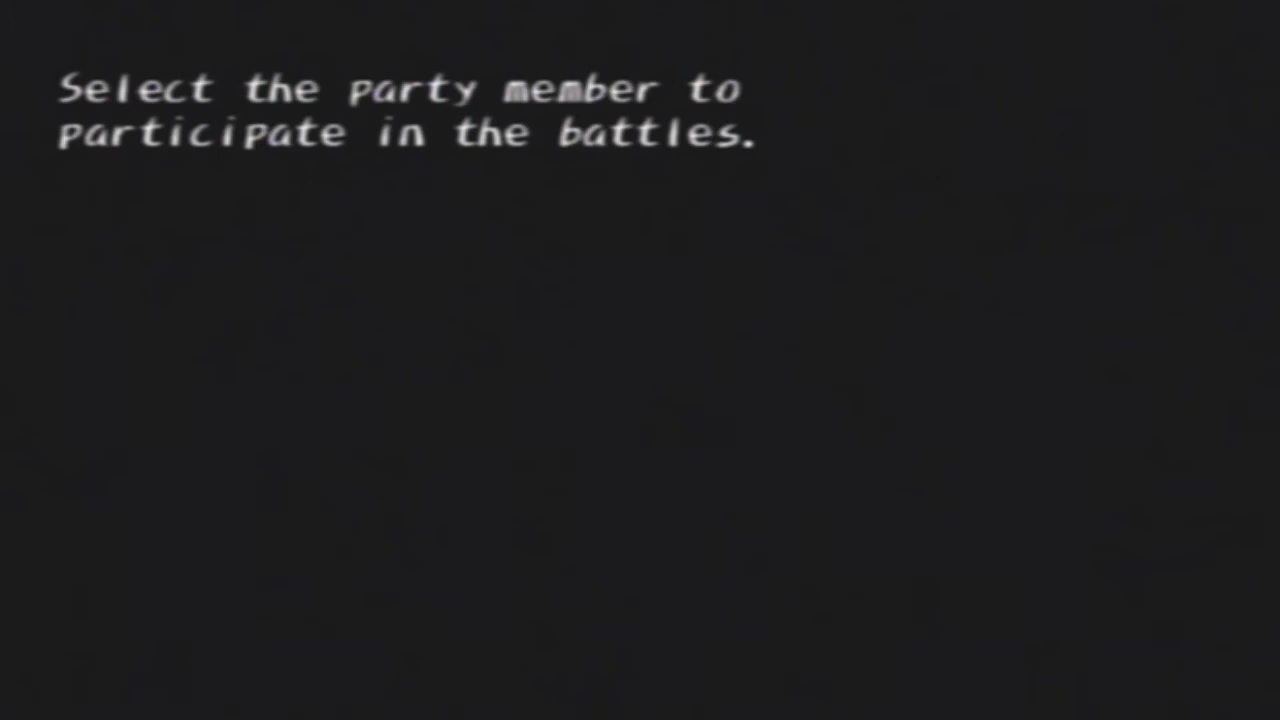 Select the party member to
participate in the battles.